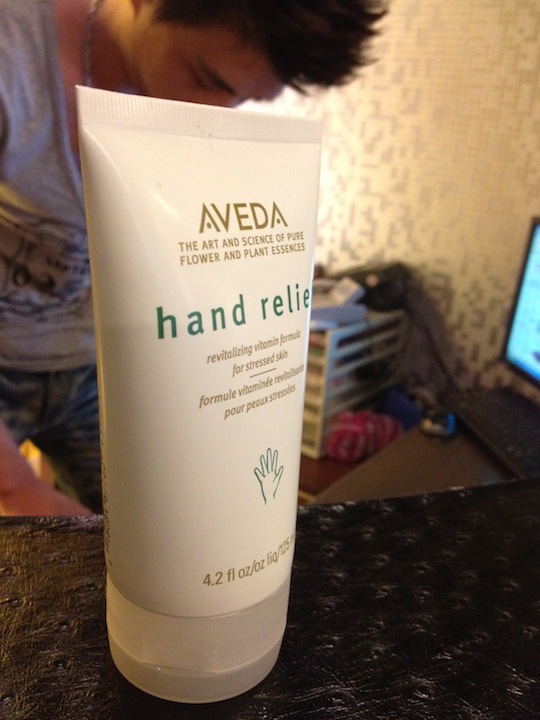 AVEDA
THE ART AND SCIENCE OF PURE
FLOWER AND PLANT ESSENCES
hand relie
revitalizing vitamin formula
for stressed skin
formule vitaminée revitalisante
pour peaux stressées
4.2 fl oz/oz liq/125